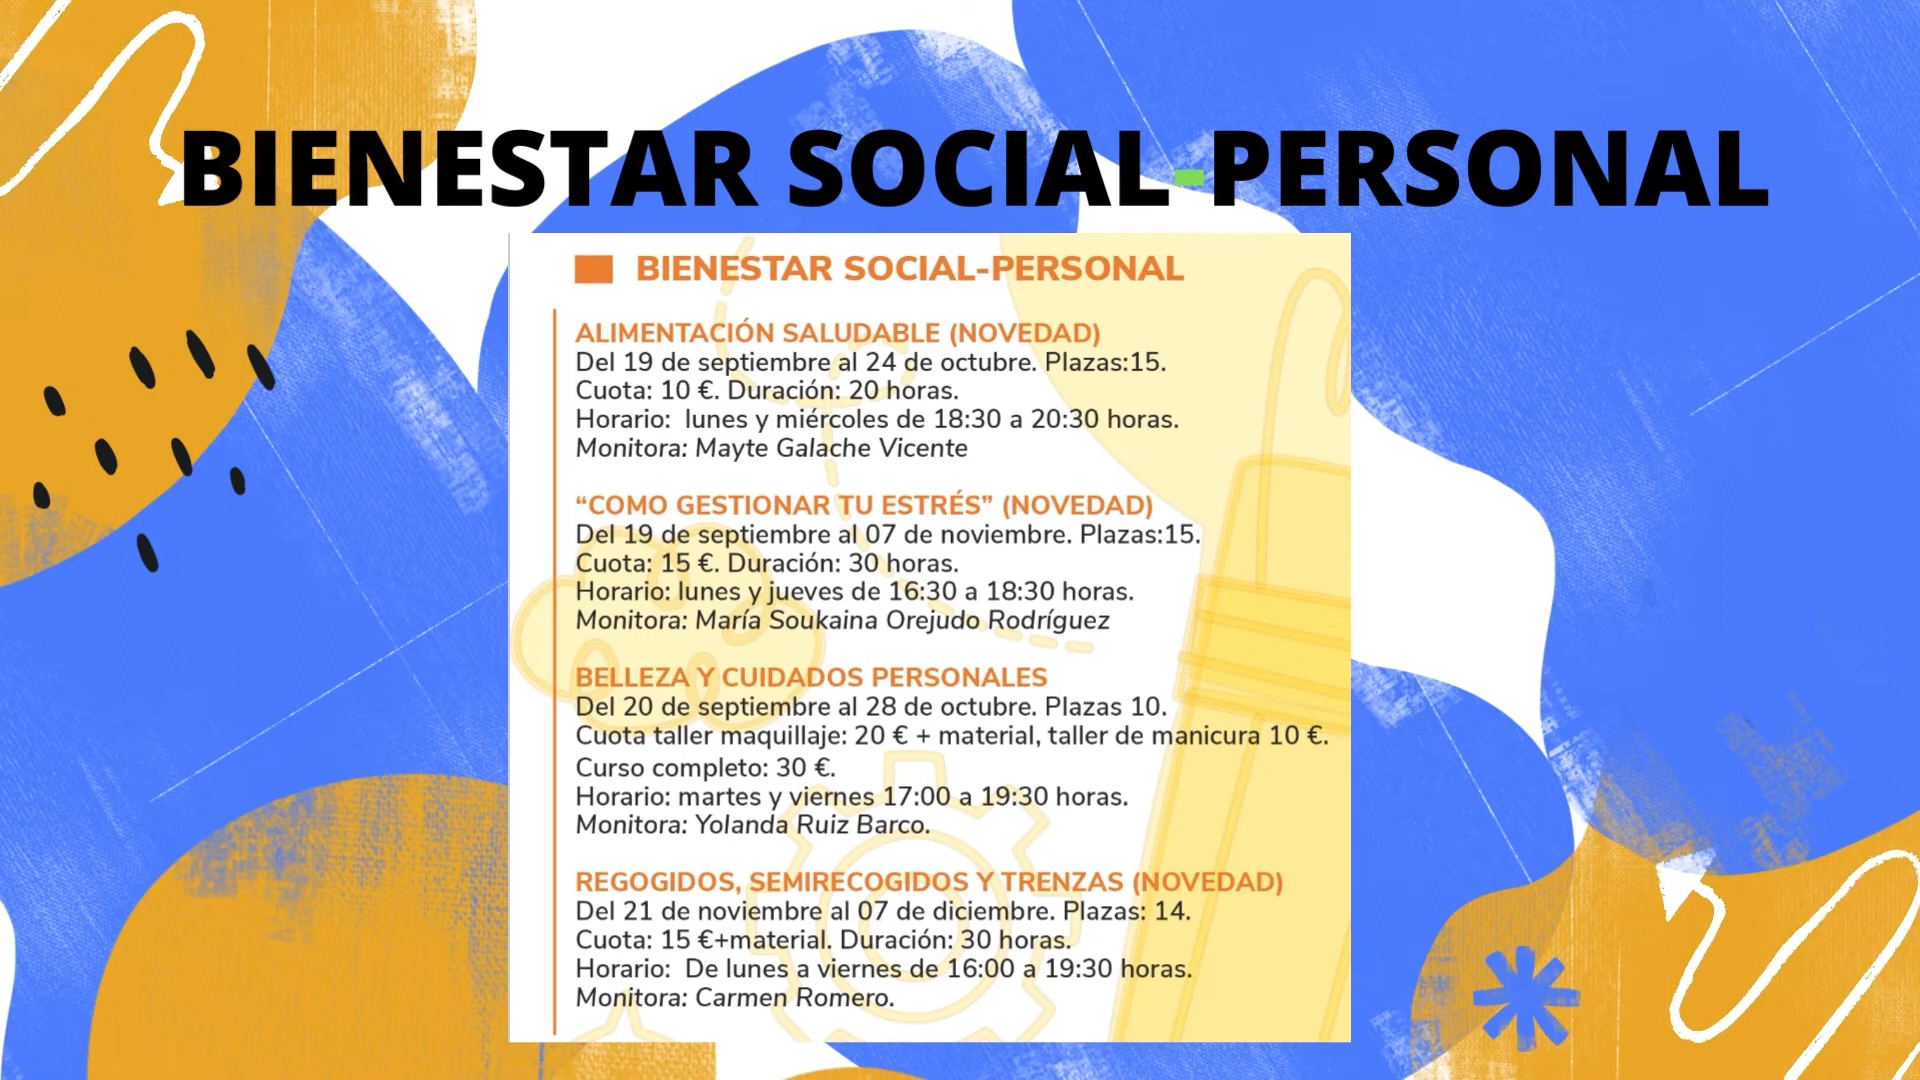 BIENESTAR SOCIAL-PERSONAL
BIENESTAR SOCIAL-PERSONAL
ALIMENTACIÓN SALUDABLE (NOVEDAD)
Del 19 de septiembre al 24 de octubre. Plazas:15.
Cuota: 10 €. Duración: 20 horas.
Horario: lunes y miércoles de 18:30 a 20:30 horas.
Monitora: Mayte Galache Vicente
“COMO GESTIONAR TU ESTRÉS” (NOVEDAD)
Del 19 de septiembre al 07 de noviembre. Plazas:15.
Cuota: 15 €. Duración: 30 horas.
Horario: lunes y jueves de 16:30 a 18:30 horas.
Monitora: María Soukaina Orejudo Rodríguez
BELLEZA Y CUIDADOS PERSONALES
Del 20 de septiembre al 28 de octubre. Plazas 10.
Cuota taller maquillaje: 20 € + material, taller de manicura 10 €.
Curso completo: 30 €.
Horario: martes y viernes 17:00 a 19:30 horas.
Monitora: Yolanda Ruiz Barco.
REGOGIDOS, SEMIRECOGIDOS Y TRENZAS (NOVEDAD)
Del 21 de noviembre al 07 de diciembre. Plazas: 14.
Cuota: 15 €+material. Duración: 30 horas.
Horario: De lunes a viernes de 16:00 a 19:30 horas.
Monitora: Carmen Romero.